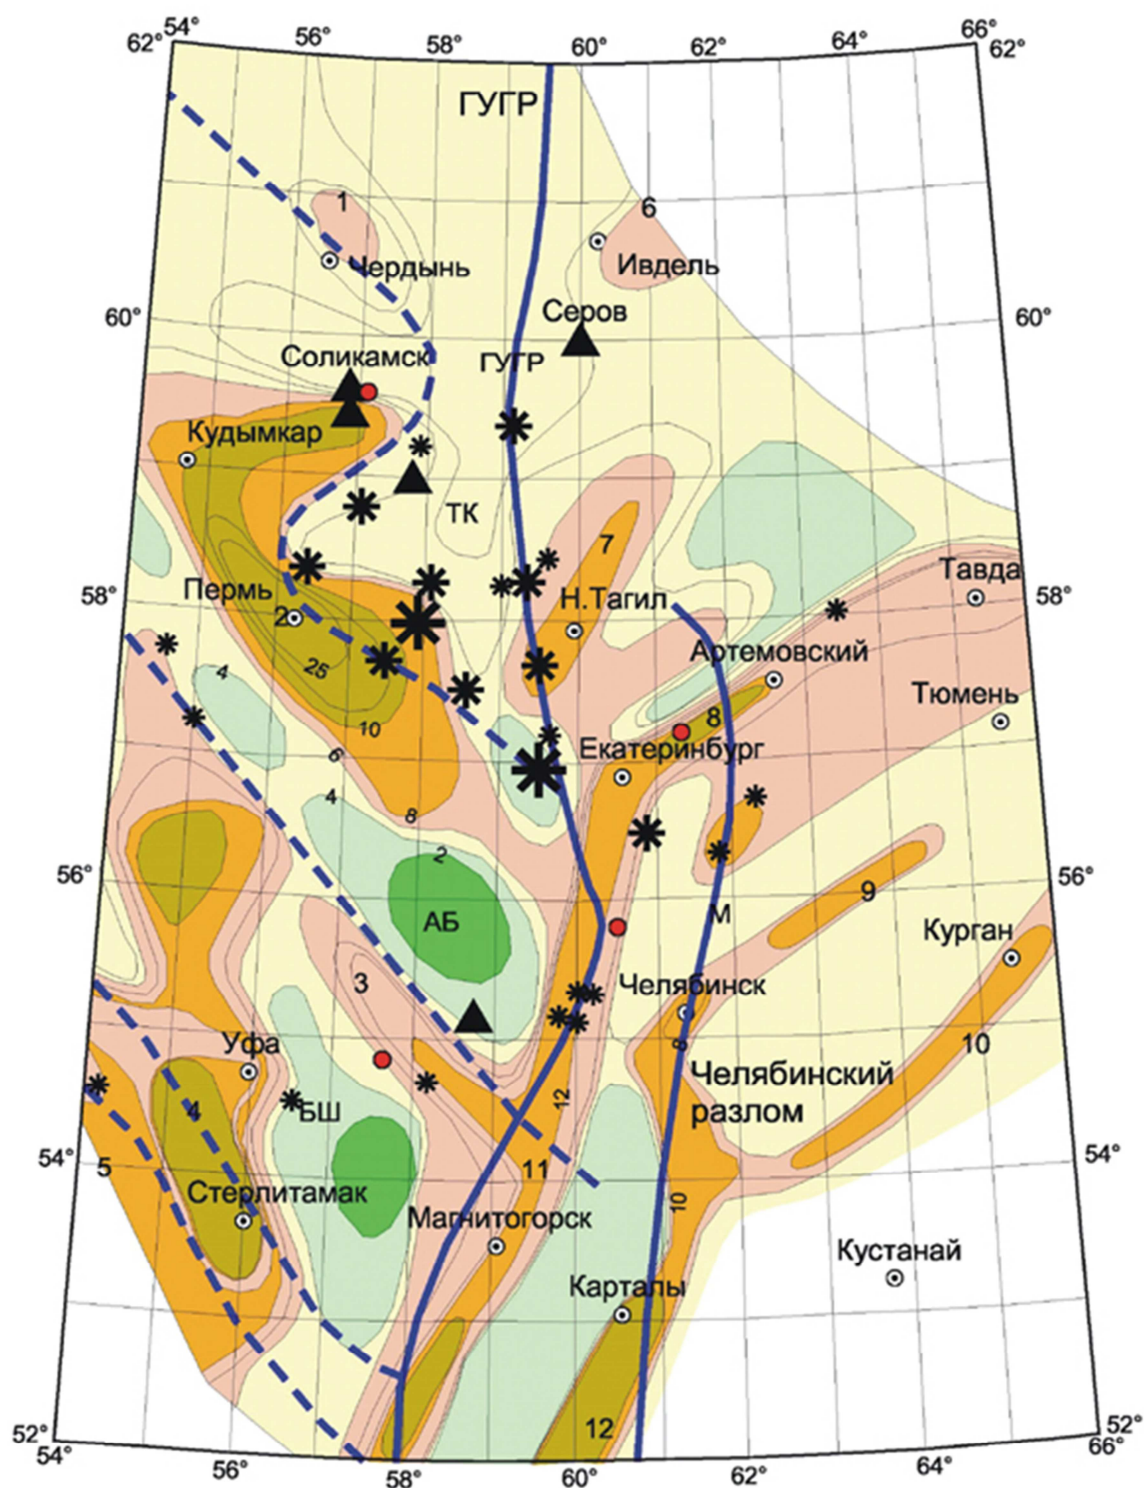 54°
56°
58°
60°
62°
64°
66°
62°
62°
ГУГР
1
6
Чердынь
Ивдель
60°
Серов
60°
Соликамск
ГУГР
Кудымкар
ТК
7
Тавда
58°
Пермь
Н.Тагил
58°
2
Артемовский
25
4
Тюмень
10
8
6
Екатеринбург
4
8
2
56°
56°
9
АБ
М
Курган
3
Челябинск
Уфа
8
10
Челябинский
разлом
4
БШ
12
54°
5
11
54°
Стерлитамак
10
Магнитогорск
Кустанай
Карталы
12
52°
52°
54°
56°
58°
60°
62°
64°
66°